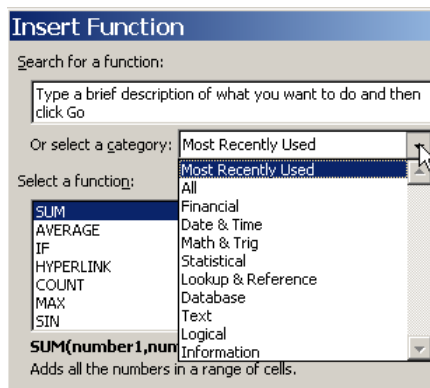 Insert Function
Search for a function:
Type a brief description of what you want to do and then
click Go
Or select a category: Most Recently Used
Most Recently Used
All
Financial
Date & Time
Math & Trig
Statistical
Lookup & Reference
Database
Text
Logical
Information
Select a function:
SUM
AVERAGE
IF
HYPERLINK
COUNT
MAX
SIN
SUM(number1,num
Adds all the numbers in a range of cells.